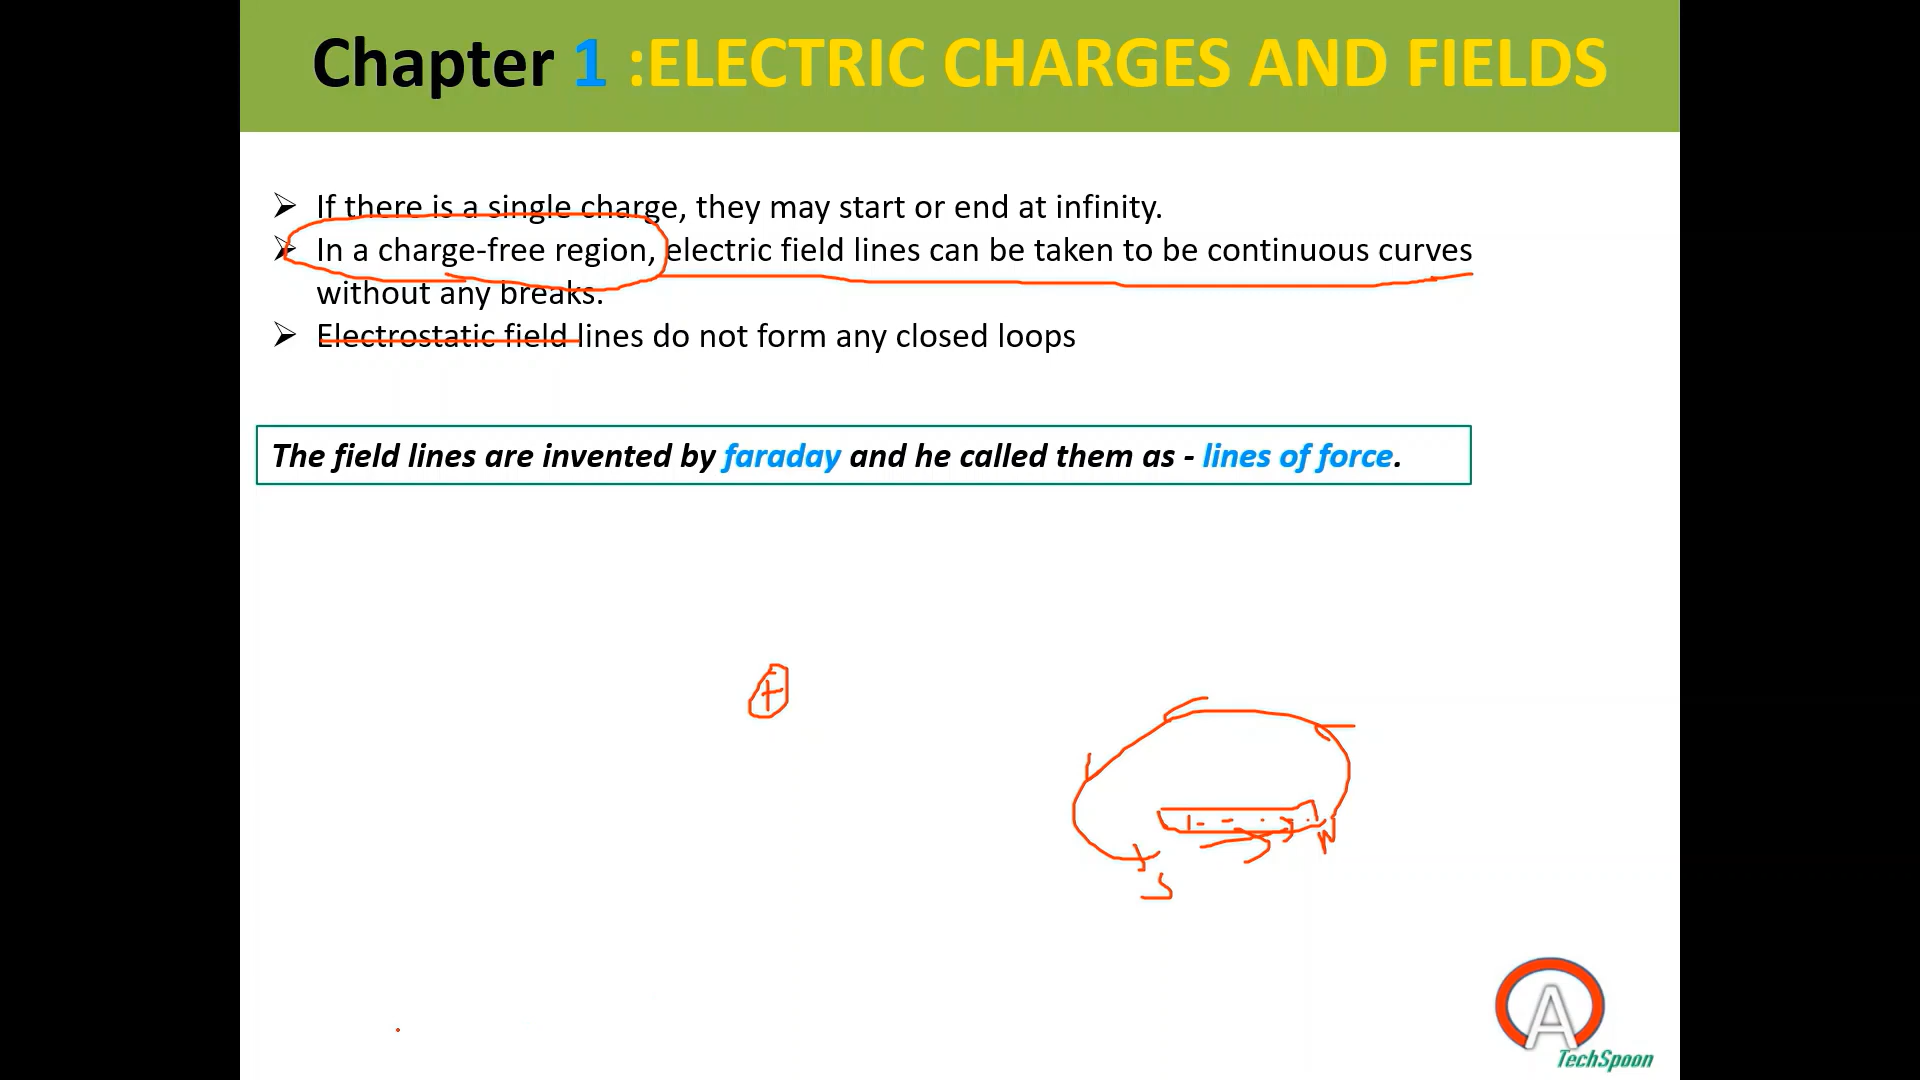 Chapter 1 :ELECTRIC CHARGES AND FIELDS
➢ If there is a single charge, they may start or end at infinity.
➢ In a charge-free region, electric field lines can be taken to be continuous curves
without any breaks.
➢ Electrostatic field lines do not form any closed loops
The field lines are invented by faraday and he called them as - lines of force.
+
N
S
A
TechSpoon